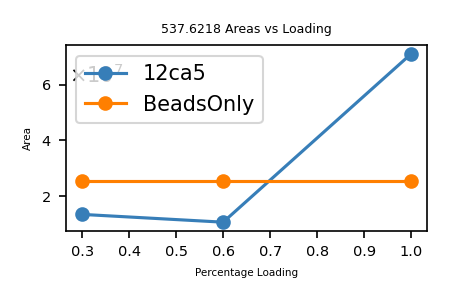 537.6218 Areas vs Loading
×10⁷
12ca5
BeadsOnly
6
4
2
Area
0.3 0.4 0.5 0.6 0.7 0.8 0.9 1.0
Percentage Loading